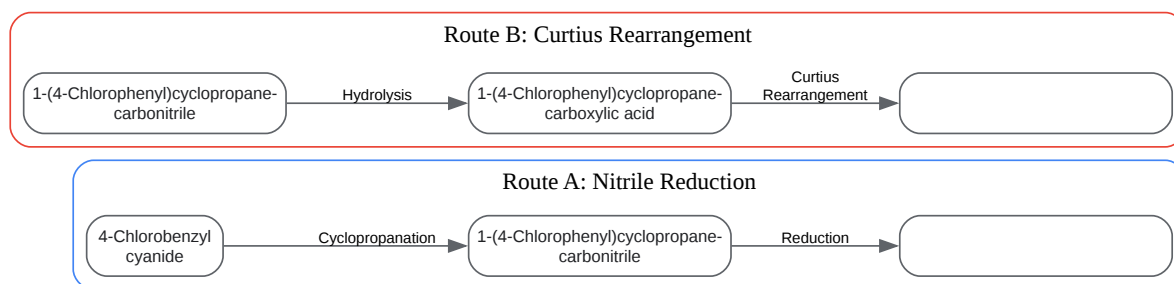 Route B: Curtius Rearrangement
1-(4-Chlorophenyl)cyclopropane-
carbonitrile
Hydrolysis
1-(4-Chlorophenyl)cyclopropane-
carboxylic acid
Curtius
Rearrangement
Route A: Nitrile Reduction
4-Chlorobenzyl
cyanide
Cyclopropanation
1-(4-Chlorophenyl)cyclopropane-
carbonitrile
Reduction